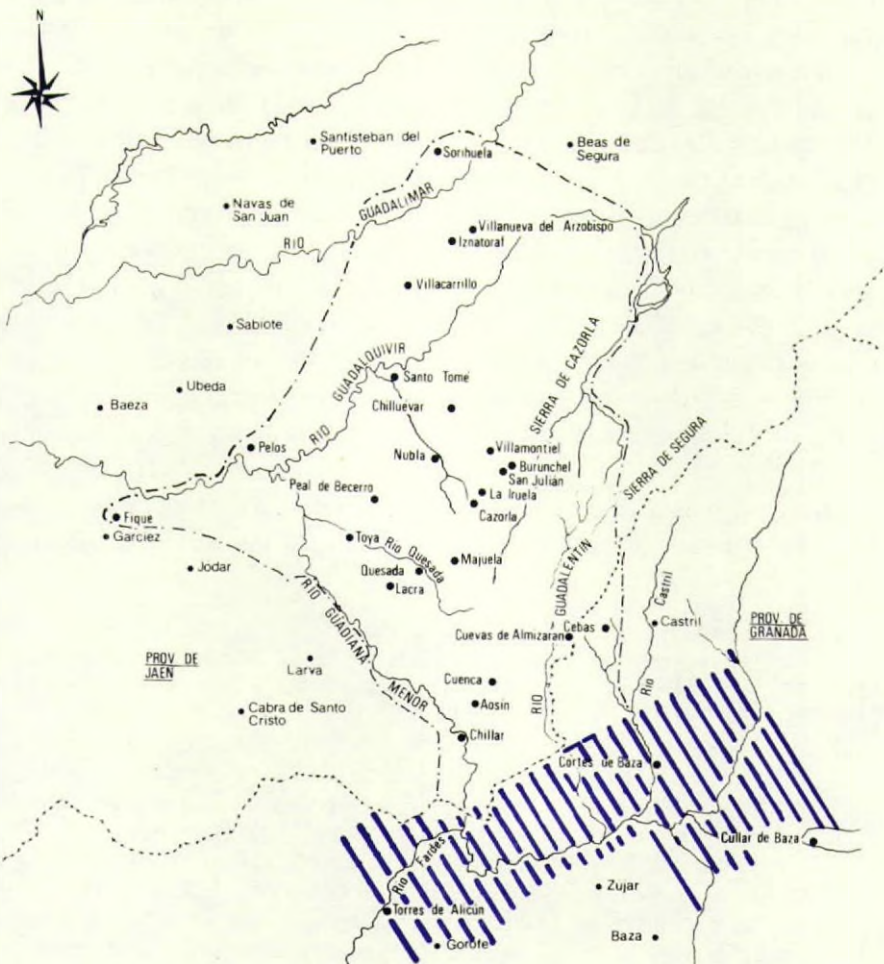 N
Santisteban del
Puerto
Sorihuela
Beas de
Segura
Navas de
San Juan
RIO GUADALIMAR
Villanueva del Arzobispo
Iznatoraf
Villacarrillo
Sabiote
SIERRA DE CAZORLA
RIO GUADALQUIVIR
Santo Tomé
Ubeda
Baeza
Chilluévar
Pelos
Nubla
Villamontiel
Burunchel
San Julián
SIERRA DE SEGURA
Peal de Becerro
La Iruela
Cazorla
Fique
Garciez
Toya
Rio Quesada
Majuela
Jodar
Quesada
Lacra
RIO GUADALENTIN
Rio Castril
Castril
Cebas
Cuevas de Almizaran
PROV. DE
GRANADA
RIO GUADIANA MENOR
PROV. DE
JAEN
Larva
Cuenca
Aosín
Cabra de Santo
Cristo
Chillar
Cortes de Baza
Cullar de Baza
Rio Fardes
Zujar
Torres de Alicún
Baza
Gorofe